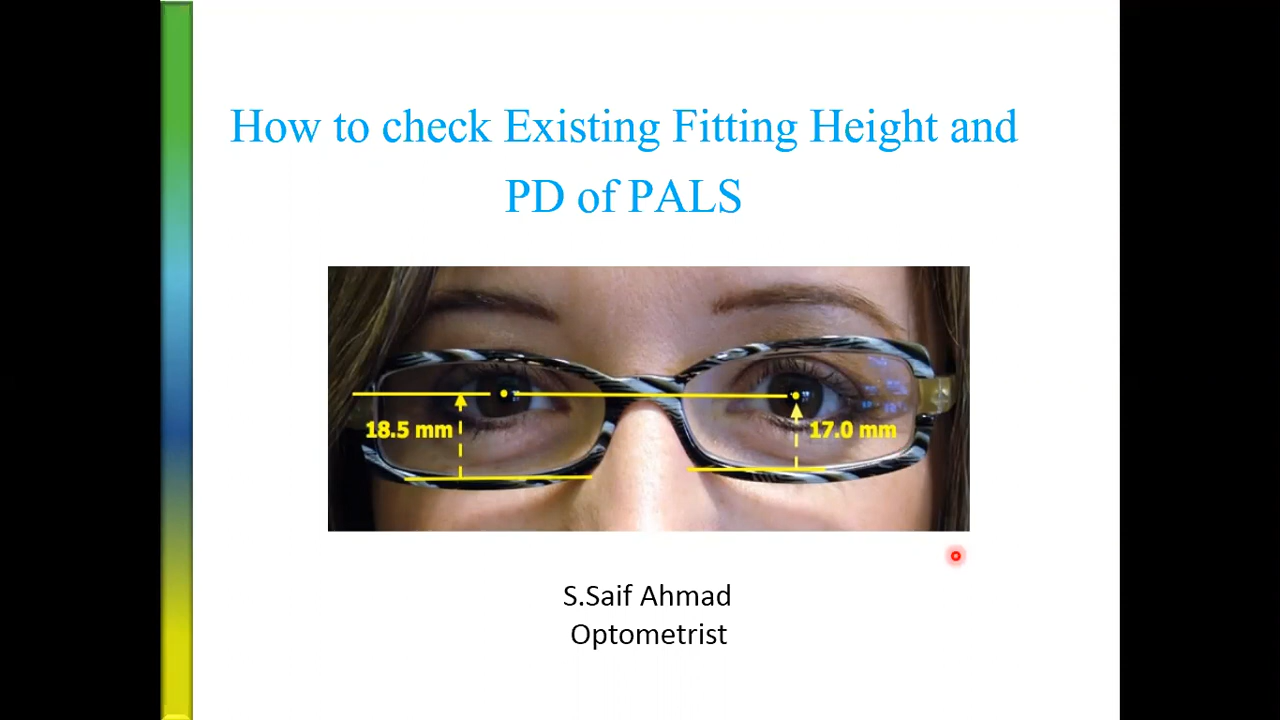 How to check Existing Fitting Height and
PD of PALS
18.5 mm
17.0 mm
S.Saif Ahmad
Optometrist